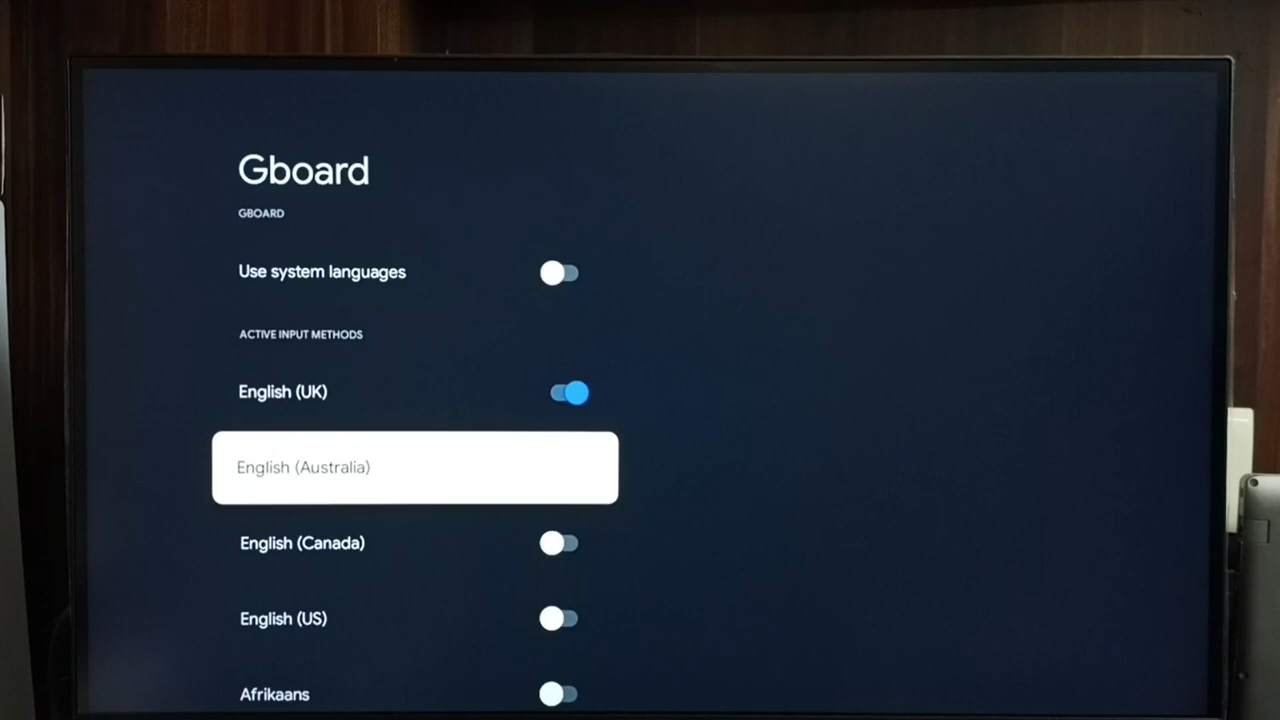 Gboard
GBOARD
Use system languages
ACTIVE INPUT METHODS
English (UK)
English (Australia)
English (Canada)
English (US)
Afrikaans